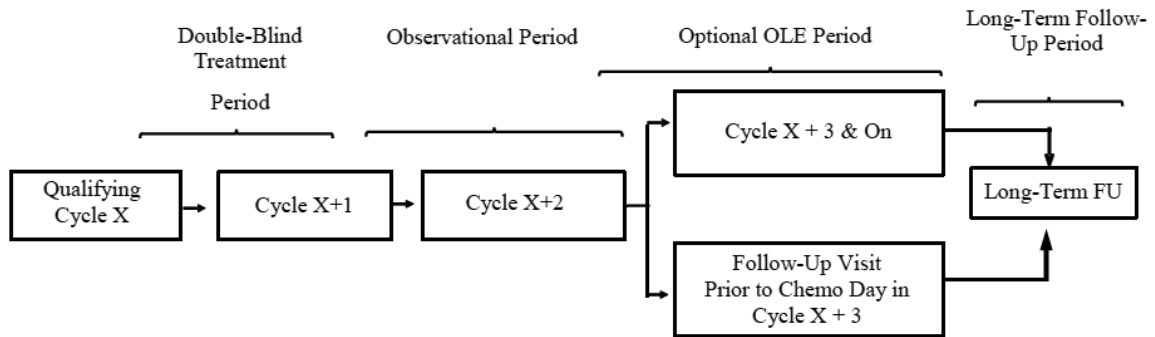 Double-Blind
Treatment
Period
Observational Period
Optional OLE Period
Long-Term Follow-
Up Period
Qualifying
Cycle X
Cycle X+1
Cycle X+2
Cycle X + 3 & On
Follow-Up Visit
Prior to Chemo Day in
Cycle X + 3
Long-Term FU